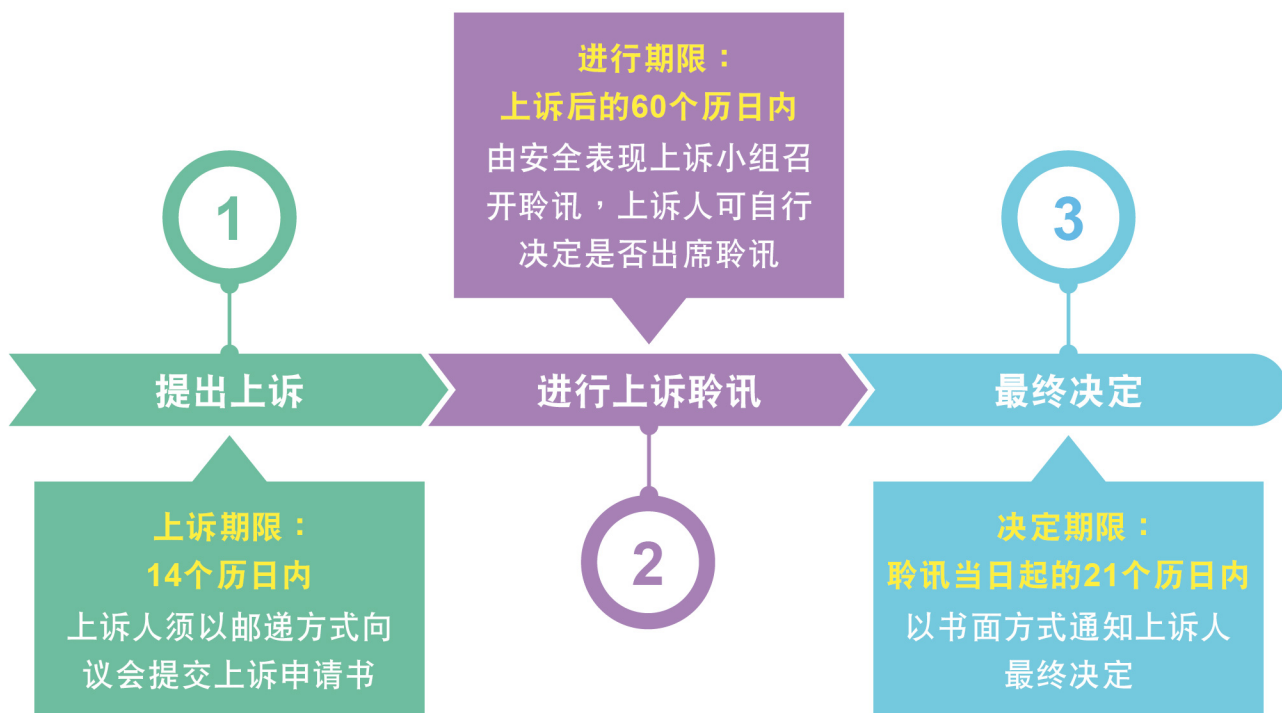 1
提出上诉
上诉期限：
14个历日内
上诉人须以邮递方式向
议会提交上诉申请书
进行期限：
上诉后的60个历日内
由安全表现上诉小组召
开聆讯，上诉人可自行
决定是否出席聆讯
进行上诉聆讯
2
3
最终决定
决定期限：
聆讯当日起的21个历日内
以书面方式通知上诉人
最终决定